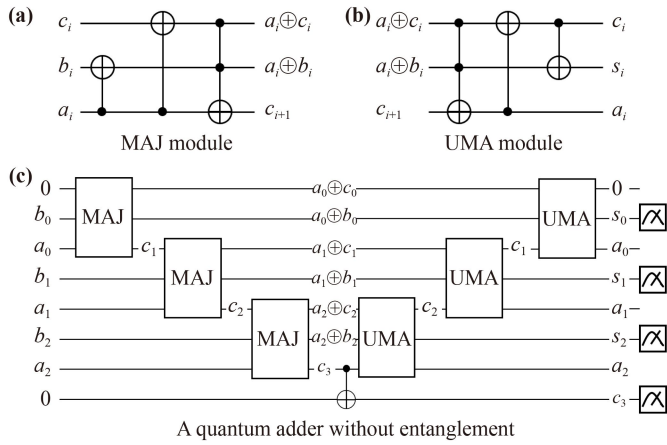 (a)
c_i a_i⊕c_i
b_i a_i⊕b_i
a_i c_{i+1}
MAJ module
(b)
a_i⊕c_i c_i
a_i⊕b_i s_i
c_{i+1} a_i
UMA module
(c)
0 a_0⊕c_0 0
b_0 MAJ a_0⊕b_0 UMA s_0
a_0 c_1 a_1⊕c_1 c_1 a_0
b_1 MAJ a_1⊕b_1 UMA s_1
a_1 c_2 a_2⊕c_2 c_2 a_1
b_2 MAJ a_2⊕b_2 UMA s_2
a_2 c_3 a_2
0 c_3
A quantum adder without entanglement